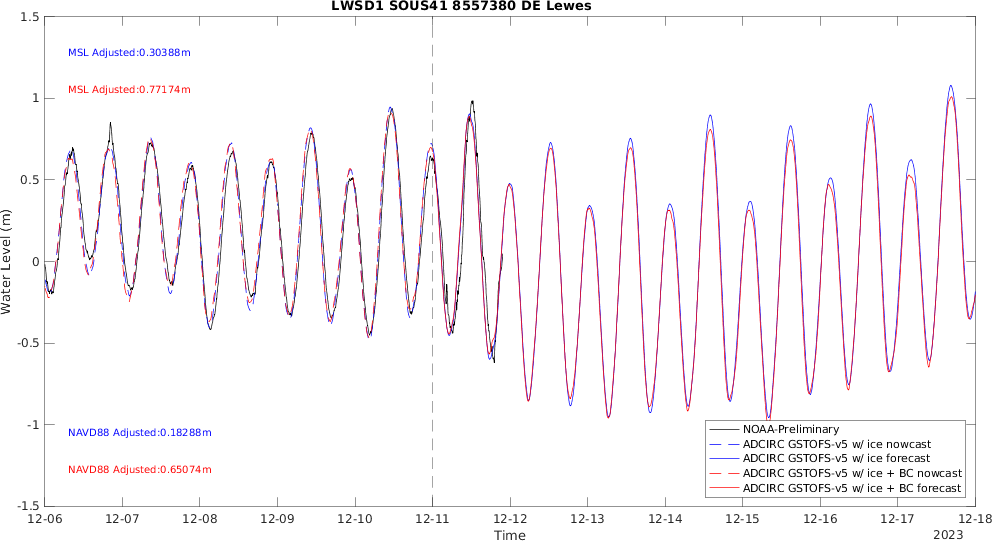 LWSD1 SOUS41 8557380 DE Lewes
1.5
1
0.5
0
-0.5
-1
-1.5
Water Level (m)
MSL Adjusted:0.30388m
MSL Adjusted:0.77174m
NAVD88 Adjusted:0.18288m
NAVD88 Adjusted:0.65074m
NOAA-Preliminary
ADCIRC GSTOFS-v5 w/ ice nowcast
ADCIRC GSTOFS-v5 w/ ice forecast
ADCIRC GSTOFS-v5 w/ ice + BC nowcast
ADCIRC GSTOFS-v5 w/ ice + BC forecast
12-06 12-07 12-08 12-09 12-10 12-11 12-12 12-13 12-14 12-15 12-16 12-17 12-18
Time
2023